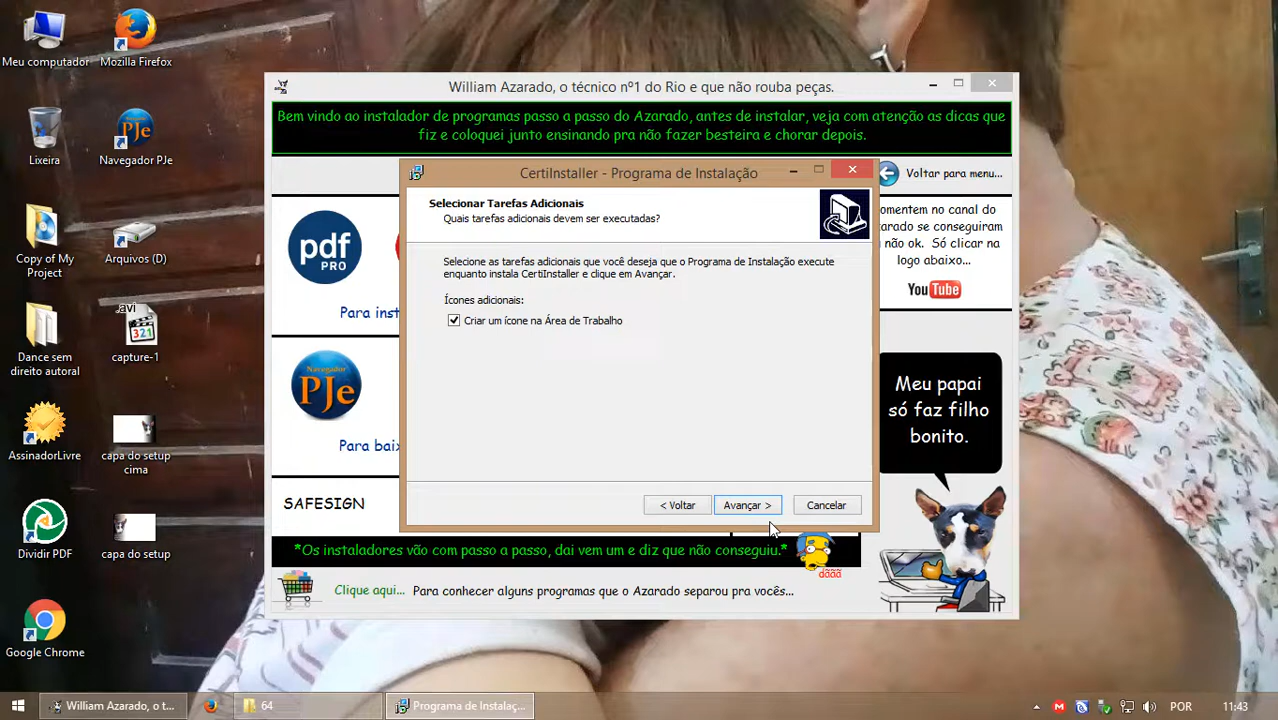 Meu computador
Mozilla Firefox
Lixeira
PJe
Navegador PJe
Copy of My
Project
Arquivos (D)
Dance sem
direito autoral
.avi
321
capture-1
AssinadorLivre
capa do setup
cima
Dividir PDF
capa do setup
Google Chrome
William Azarado, o técnico nº1 do Rio e que não rouba peças.
Bem vindo ao instalador de programas passo a passo do Azarado, antes de instalar, veja com atenção as dicas que
fiz e coloquei junto ensinando pra não fazer besteira e chorar depois.
Voltar para menu...
pdf
PRO
Para inst
Navegador
PJe
Para baix
SAFESIGN
CertiInstaller - Programa de Instalação
Selecionar Tarefas Adicionais
Quais tarefas adicionais devem ser executadas?
Selecione as tarefas adicionais que você deseja que o Programa de Instalação execute
enquanto instala CertiInstaller e clique em Avançar.
Ícones adicionais:
Criar um ícone na Área de Trabalho
< Voltar
Avançar >
Cancelar
omentem no canal do
zarado se conseguiram
não ok. Só clicar na
logo abaixo...
YouTube
Meu papai
só faz filho
bonito.
*Os instaladores vão com passo a passo, dai vem um e diz que não conseguiu.*
dããã
Clique aqui...
Para conhecer alguns programas que o Azarado separou pra vocês...
William Azarado, o t...
64
Programa de Instalaç...
POR
11:43